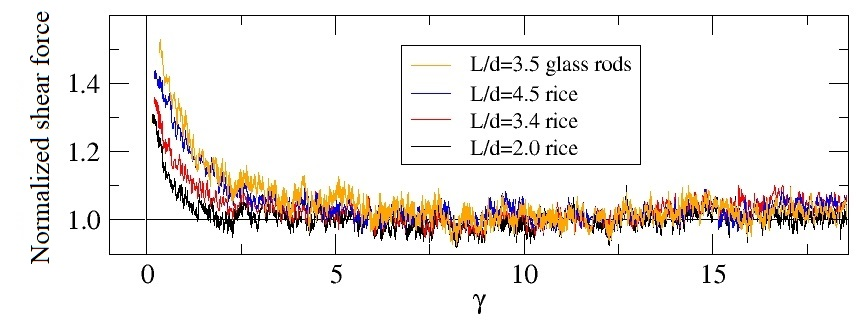 Normalized shear force
1.4
1.2
1.0
L/d=3.5 glass rods
L/d=4.5 rice
L/d=3.4 rice
L/d=2.0 rice
0 5 10 15
γ